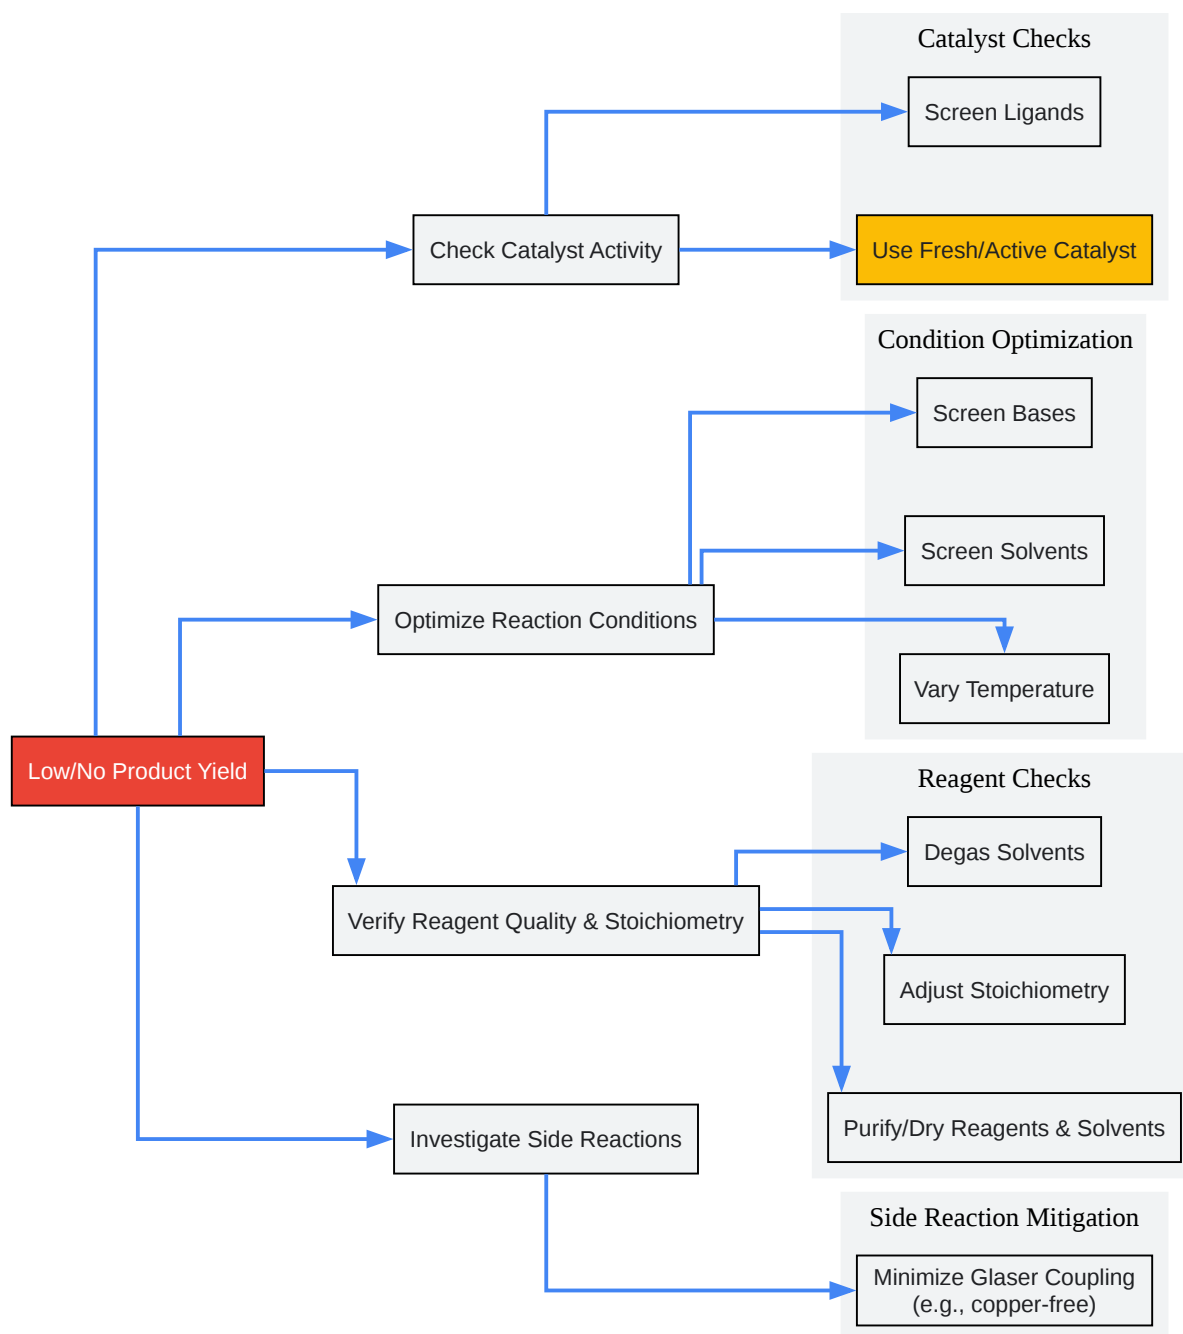 Catalyst Checks
Screen Ligands
Check Catalyst Activity
Use Fresh/Active Catalyst
Condition Optimization
Screen Bases
Screen Solvents
Optimize Reaction Conditions
Vary Temperature
Low/No Product Yield
Reagent Checks
Degas Solvents
Verify Reagent Quality & Stoichiometry
Adjust Stoichiometry
Purify/Dry Reagents & Solvents
Investigate Side Reactions
Side Reaction Mitigation
Minimize Glaser Coupling
(e.g., copper-free)